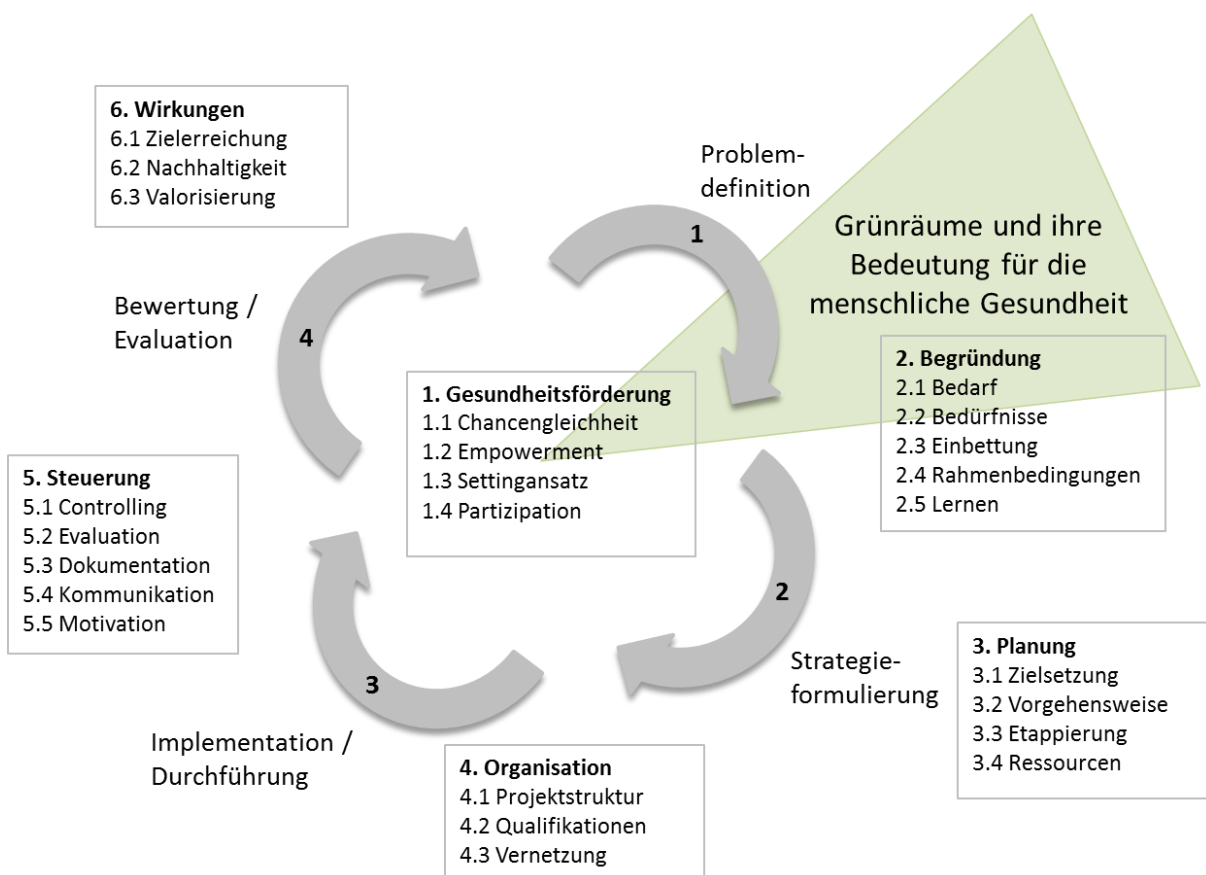 6. Wirkungen
6.1 Zielerreichung
6.2 Nachhaltigkeit
6.3 Valorisierung
Problem-
definition
1
Grünräume und ihre
Bedeutung für die
menschliche Gesundheit
Bewertung /
Evaluation
4
2. Begründung
2.1 Bedarf
2.2 Bedürfnisse
2.3 Einbettung
2.4 Rahmenbedingungen
2.5 Lernen
1. Gesundheitsförderung
1.1 Chancengleichheit
1.2 Empowerment
1.3 Settingansatz
1.4 Partizipation
5. Steuerung
5.1 Controlling
5.2 Evaluation
5.3 Dokumentation
5.4 Kommunikation
5.5 Motivation
2
Strategie-
formulierung
3. Planung
3.1 Zielsetzung
3.2 Vorgehensweise
3.3 Etappierung
3.4 Ressourcen
3
Implementation /
Durchführung
4. Organisation
4.1 Projektstruktur
4.2 Qualifikationen
4.3 Vernetzung